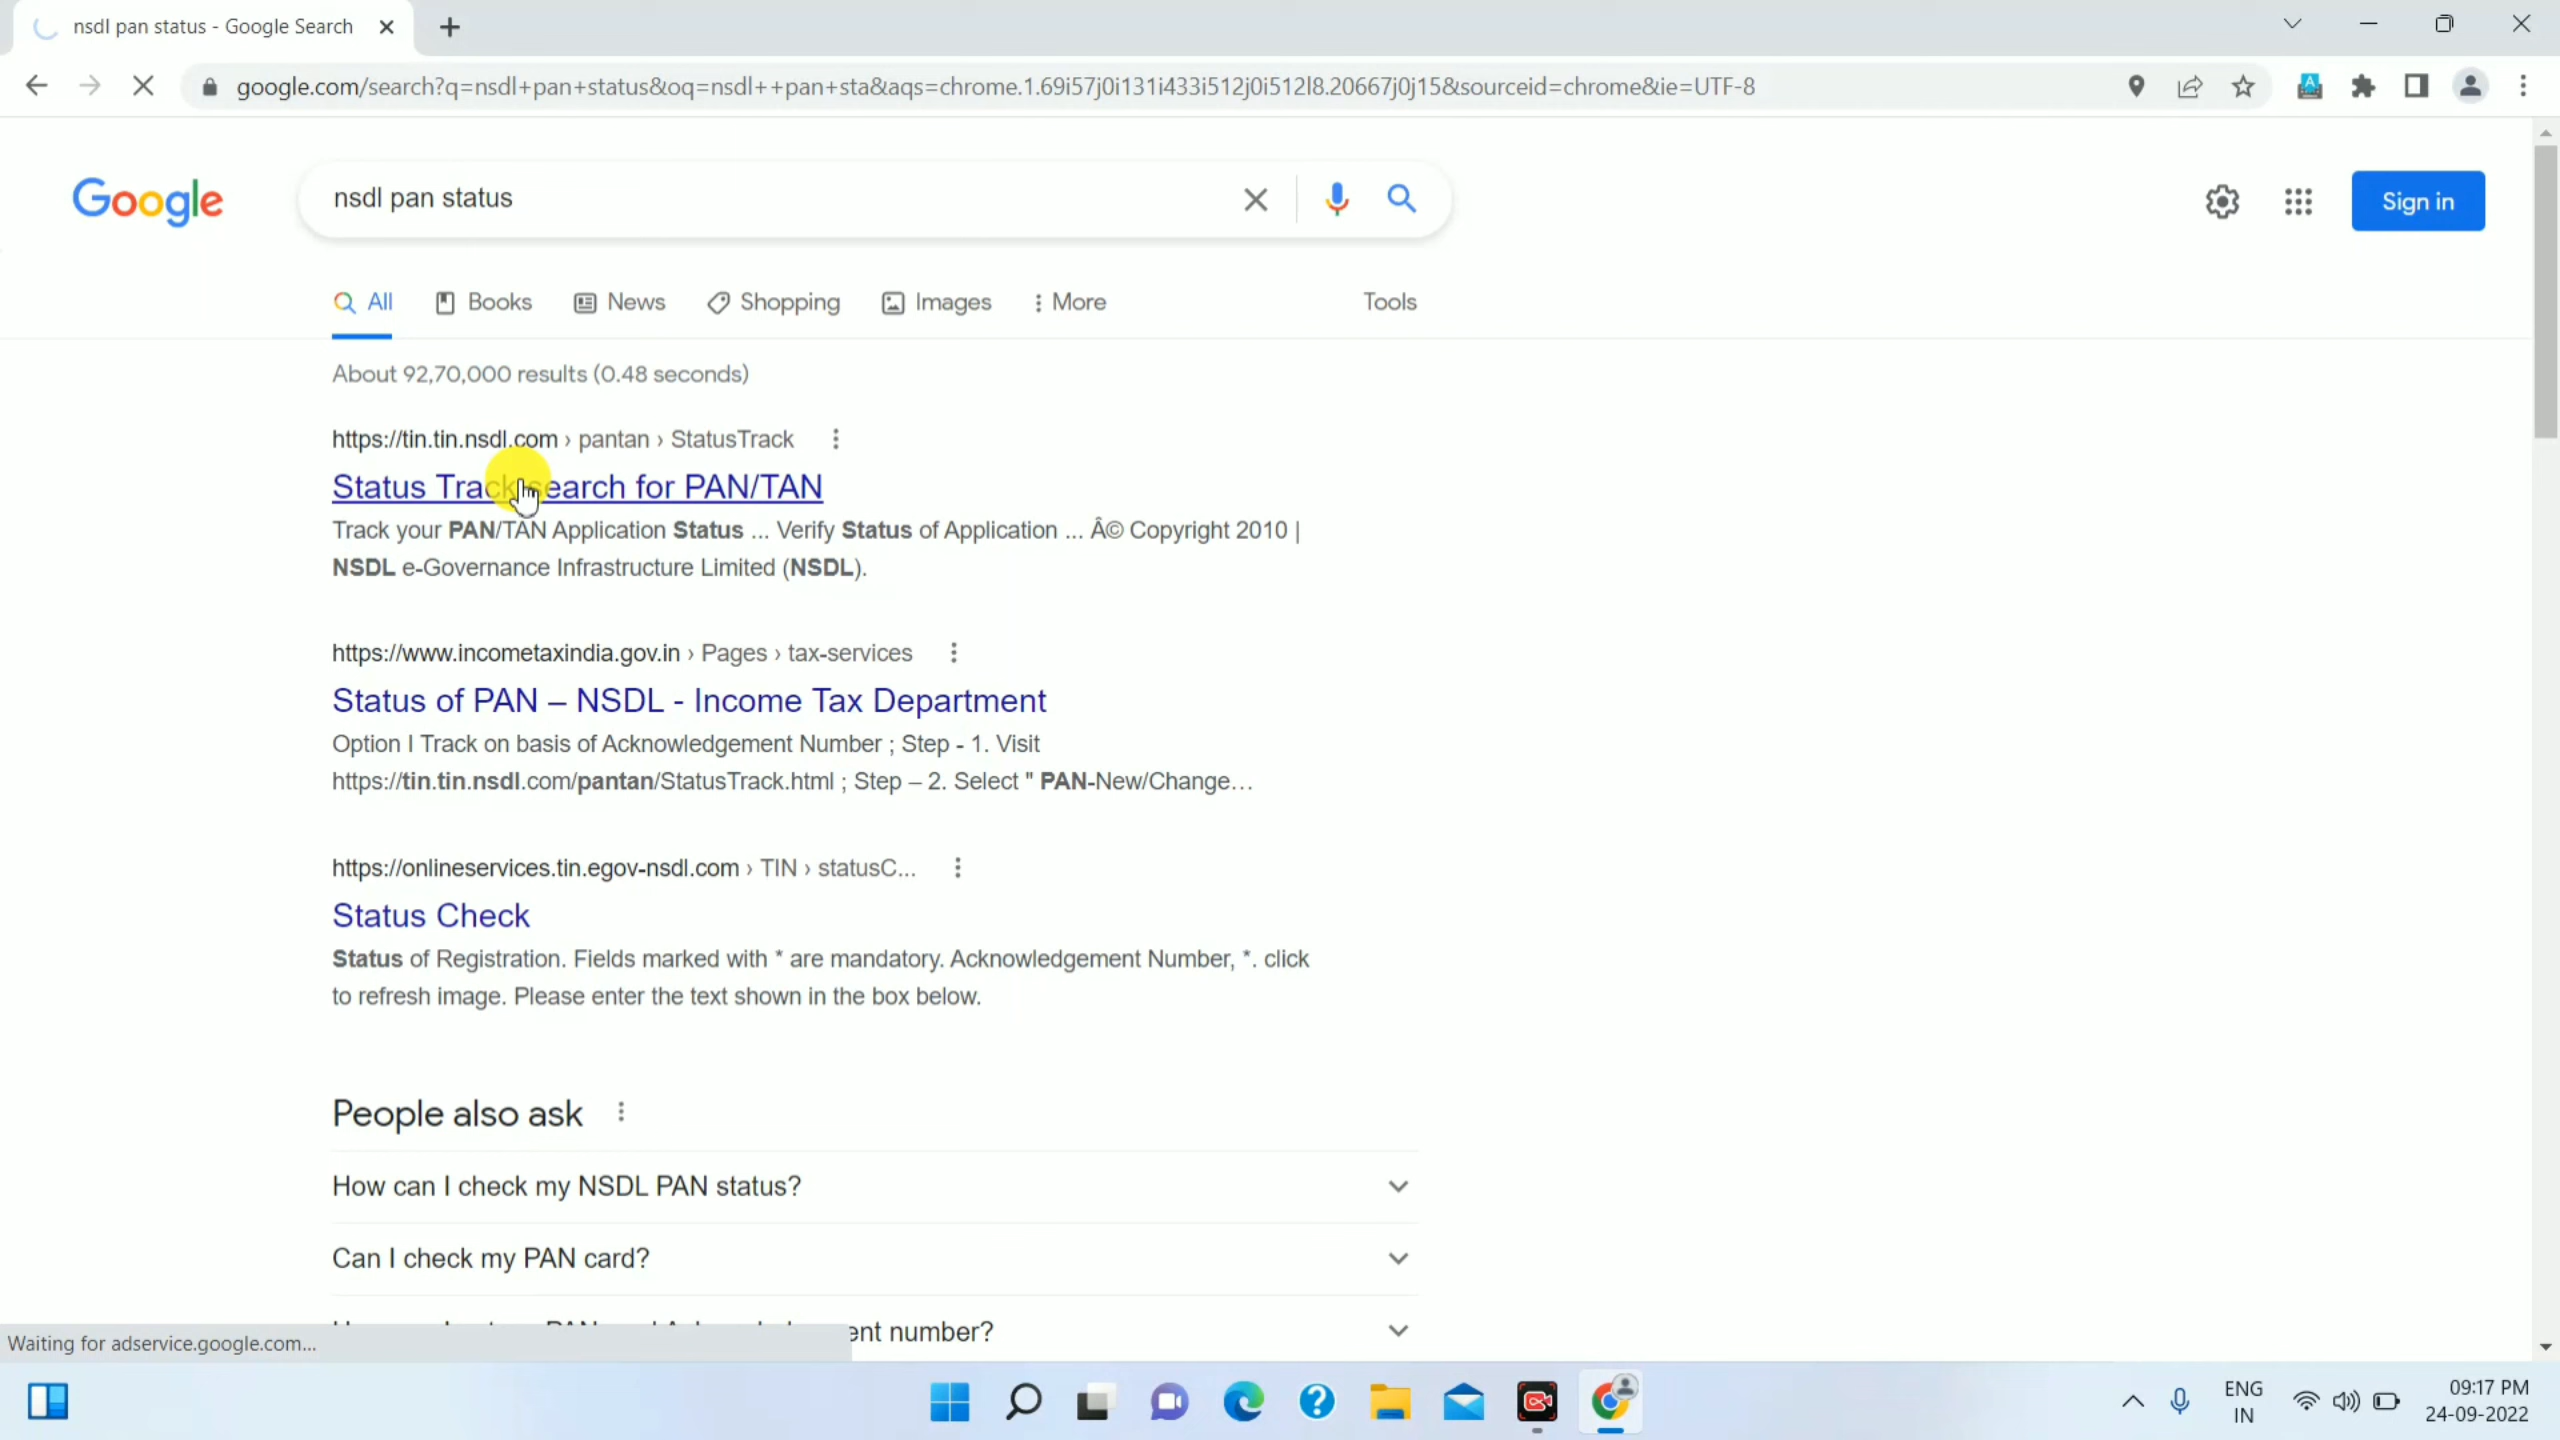 nsdl pan status - Google Search
google.com/search?q=nsdl+pan+status&oq=nsdl++pan+sta&aqs=chrome.1.69i57j0i131i433i512j0i512l8.20667j0j15&sourceid=chrome&ie=UTF-8
Google
nsdl pan status
Sign in
All Books News Shopping Images More Tools
About 92,70,000 results (0.48 seconds)
https://tin.tin.nsdl.com › pantan › StatusTrack
Status Track search for PAN/TAN
Track your PAN/TAN Application Status ... Verify Status of Application ... Â© Copyright 2010 |
NSDL e-Governance Infrastructure Limited (NSDL).
https://www.incometaxindia.gov.in › Pages › tax-services
Status of PAN – NSDL - Income Tax Department
Option I Track on basis of Acknowledgement Number ; Step - 1. Visit
https://tin.tin.nsdl.com/pantan/StatusTrack.html ; Step – 2. Select " PAN-New/Change...
https://onlineservices.tin.egov-nsdl.com › TIN › statusC...
Status Check
Status of Registration. Fields marked with * are mandatory. Acknowledgement Number, *. click
to refresh image. Please enter the text shown in the box below.
People also ask
How can I check my NSDL PAN status?
Can I check my PAN card?
number?
Waiting for adservice.google.com...
ENG
IN
09:17 PM
24-09-2022